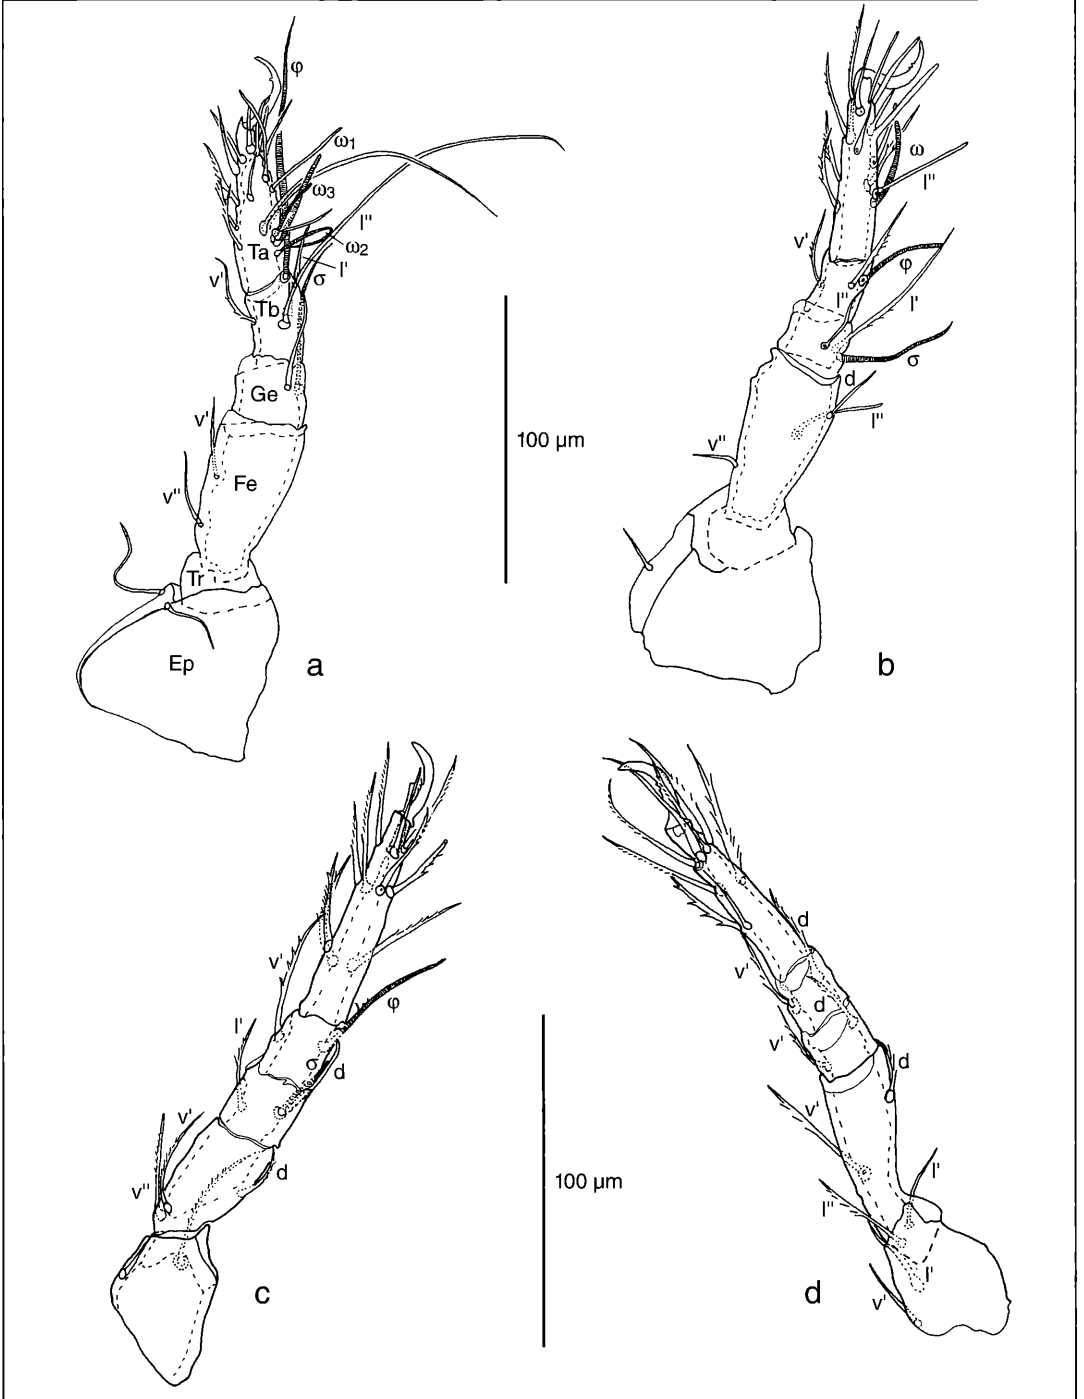 φ
ω₁
ω₃
l"
ω₂
l'
σ
Ta
v'
Tb
Ge
v'
Fe
v"
Tr
Ep
a
100 µm
ω
l"
v'
φ
l"
l'
σ
d
l"
v"
b
v'
φ
l'
σ
d
v'
d
v"
c
100 µm
d
v'
d
v'
d
v'
l'
l"
l'
v'
d